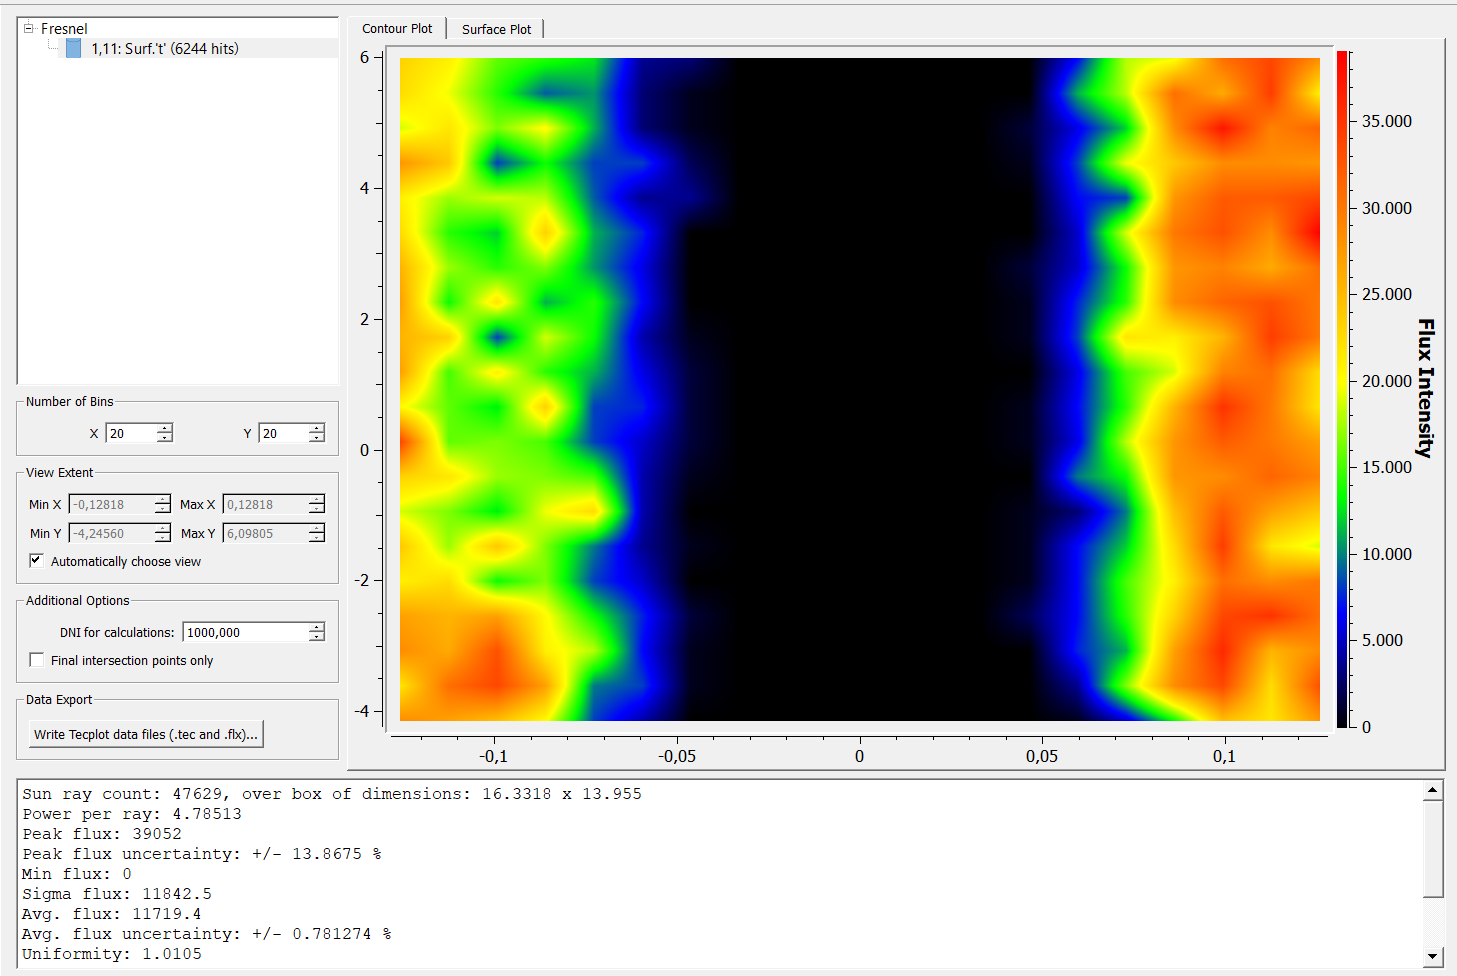 Fresnel
1,11: Surf.'t' (6244 hits)
Number of Bins
X 20 Y 20
View Extent
Min X -0,12818 Max X 0,12818
Min Y -4,24560 Max Y 6,09805
Automatically choose view
Additional Options
DNI for calculations: 1000,000
Final intersection points only
Data Export
Write Tecplot data files (.tec and .flx)...
Contour Plot Surface Plot
6
4
2
0
-2
-4
-0,1 -0,05 0 0,05 0,1
35.000
30.000
25.000
20.000
15.000
10.000
5.000
0
Flux Intensity
Sun ray count: 47629, over box of dimensions: 16.3318 x 13.955
Power per ray: 4.78513
Peak flux: 39052
Peak flux uncertainty: +/- 13.8675 %
Min flux: 0
Sigma flux: 11842.5
Avg. flux: 11719.4
Avg. flux uncertainty: +/- 0.781274 %
Uniformity: 1.0105